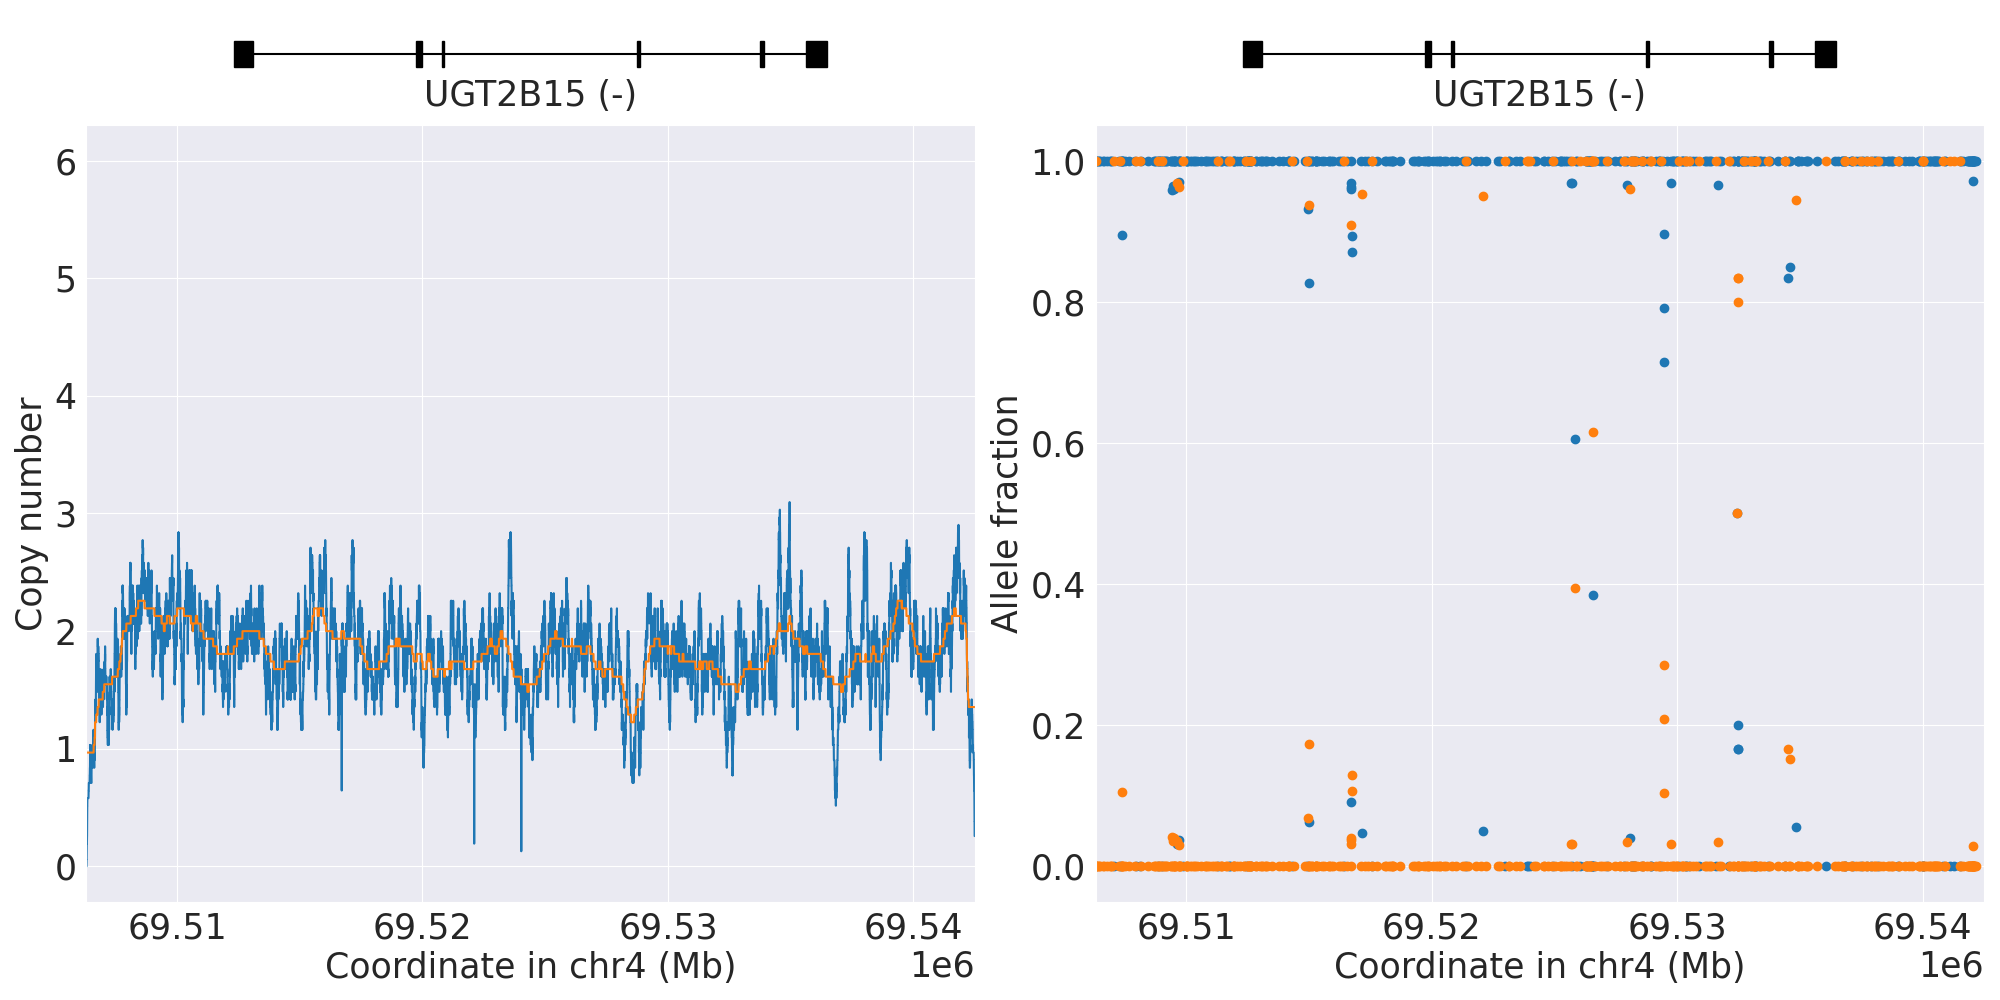 UGT2B15 (-)
6
5
4
3
2
1
0
Copy number
69.51 69.52 69.53 69.54
Coordinate in chr4 (Mb)
1e6
UGT2B15 (-)
1.0
0.8
0.6
0.4
0.2
0.0
Allele fraction
69.51 69.52 69.53 69.54
Coordinate in chr4 (Mb)
1e6